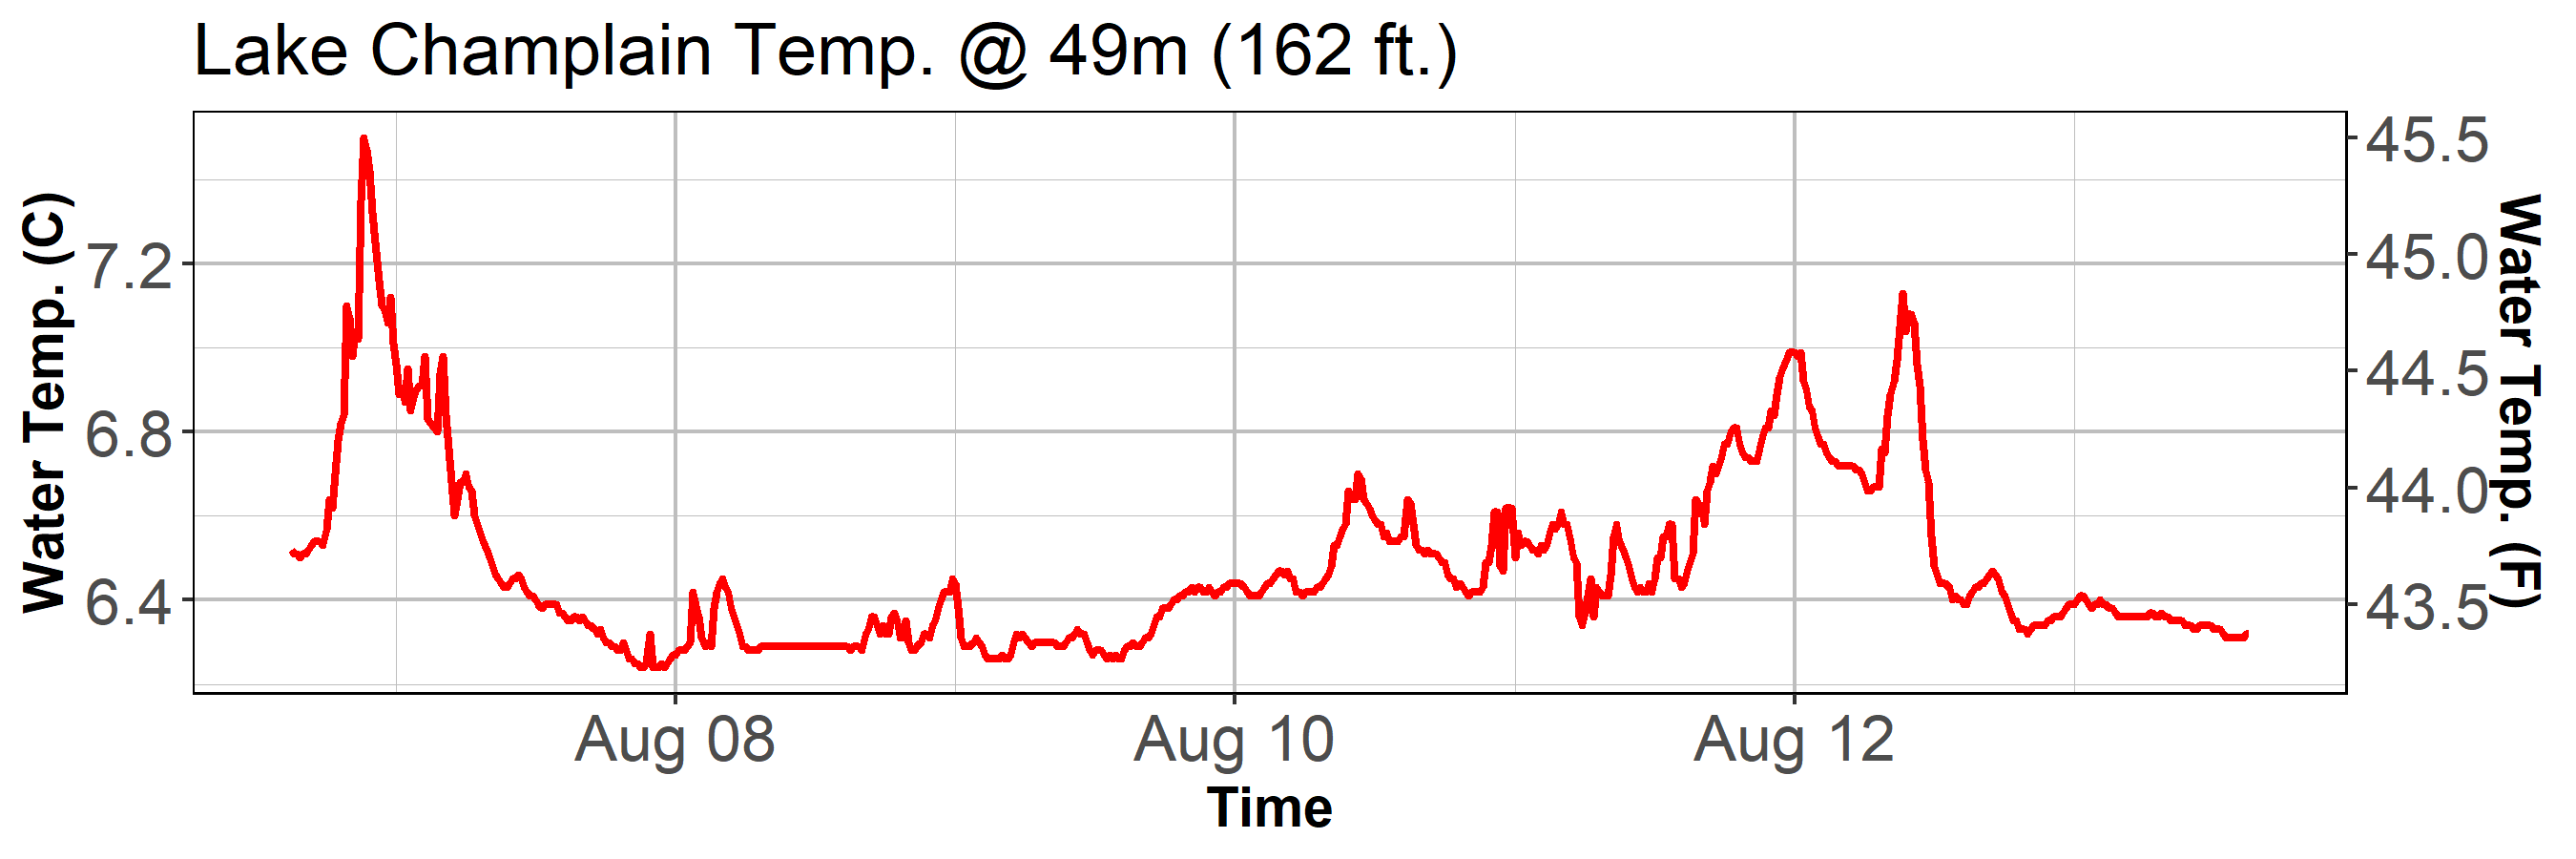 Lake Champlain Temp. @ 49m (162 ft.)
Water Temp. (C)
7.2
6.8
6.4
45.5
45.0
44.5
44.0
43.5
Water Temp. (F)
Aug 08
Aug 10
Aug 12
Time